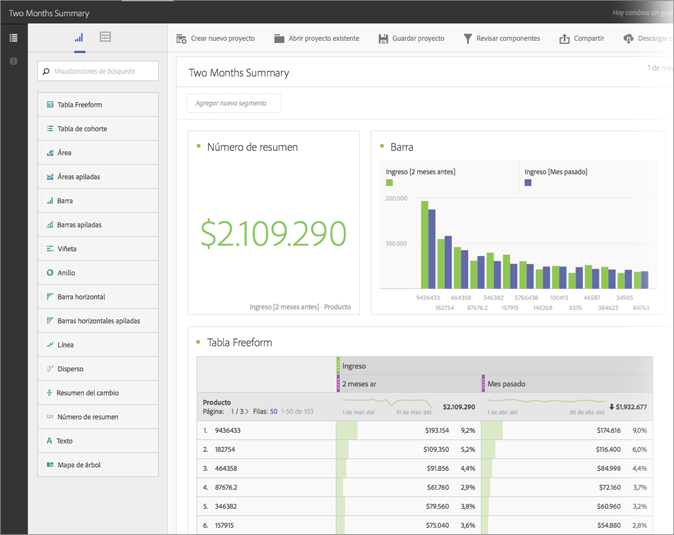 Two Months Summary
Hay cambios sin
Crear nuevo proyecto
Abrir proyecto existente
Guardar proyecto
Revisar componentes
Compartir
Descargar
Visualizaciones de búsqueda
Tabla Freeform
Tabla de cohorte
Área
Áreas apiladas
Barra
Barras apiladas
Viñeta
Anillo
Barra horizontal
Barras horizontales apiladas
Línea
Disperso
Resumen del cambio
123 Número de resumen
A Texto
Mapa de árbol
Two Months Summary
1 de
Agregar nuevo segmento
Número de resumen
$2.109.290
Ingreso [2 meses antes] - Producto
Barra
Ingreso [2 meses antes]
Ingreso [Mes pasado]
200.000
100.000
9436433 464358 346382 5786438 100413 46587 34985
182754 87676.2 157915 146268 8376 384623 84763
Tabla Freeform
Ingreso
2 meses ar
Mes pasado
Producto
Página: 1 / 3 > Filas: 50 1-50 de 103
1 de mar. del 31 de mar. del $2.109.290
1 de abr. del 30 de abr. del $1.932.677
1. 9436433 $193.154 9,2% $174.616 9,0%
2. 182754 $109.350 5,2% $116.400 6,0%
3. 464358 $91.856 4,4% $84.998 4,4%
4. 87676.2 $61.760 2,9% $72.160 3,7%
5. 346382 $79.560 3,8% $60.960 3,2%
6. 157915 $75.040 3,6% $54.880 2,8%